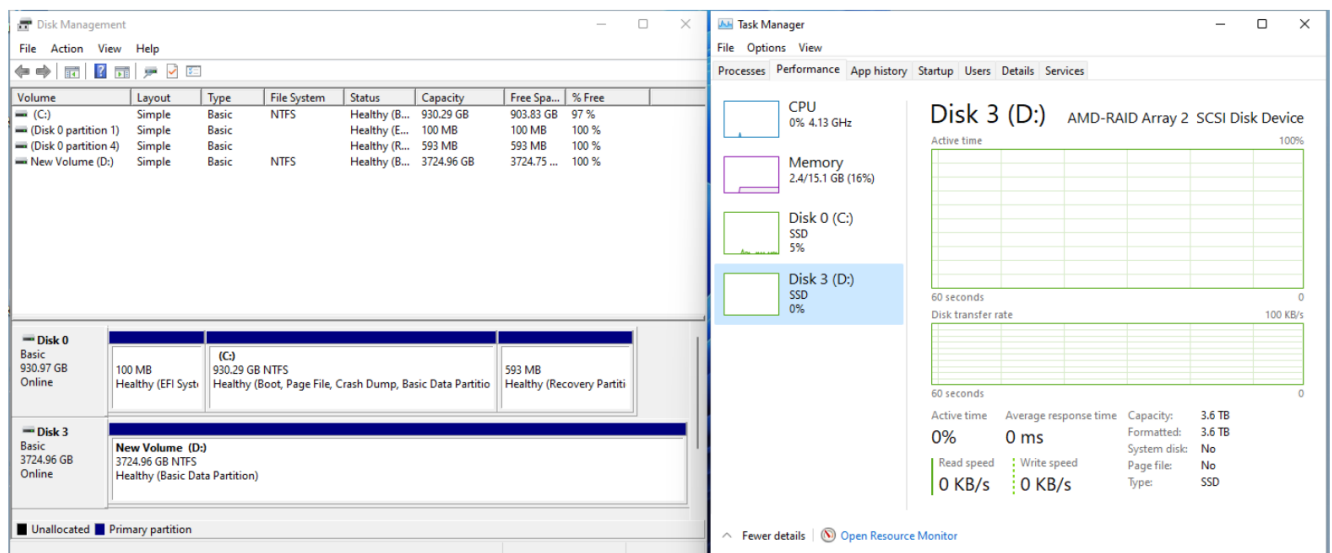 Disk Management
File Action View Help
Volume Layout Type File System Status Capacity Free Spa... % Free
(C:) Simple Basic NTFS Healthy (B... 930.29 GB 903.83 GB 97 %
(Disk 0 partition 1) Simple Basic Healthy (E... 100 MB 100 MB 100 %
(Disk 0 partition 4) Simple Basic Healthy (R... 593 MB 593 MB 100 %
New Volume (D:) Simple Basic NTFS Healthy (B... 3724.96 GB 3724.75 ... 100 %
Disk 0
Basic
930.97 GB
Online
100 MB
Healthy (EFI Syst
(C:)
930.29 GB NTFS
Healthy (Boot, Page File, Crash Dump, Basic Data Partitio
593 MB
Healthy (Recovery Partiti
Disk 3
Basic
3724.96 GB
Online
New Volume (D:)
3724.96 GB NTFS
Healthy (Basic Data Partition)
Unallocated Primary partition
Task Manager
File Options View
Processes Performance App history Startup Users Details Services
CPU
0% 4.13 GHz
Memory
2.4/15.1 GB (16%)
Disk 0 (C:)
SSD
5%
Disk 3 (D:)
SSD
0%
Disk 3 (D:) AMD-RAID Array 2 SCSI Disk Device
Active time 100%
60 seconds 0
Disk transfer rate 100 KB/s
60 seconds 0
Active time Average response time
0% 0 ms
Read speed Write speed
0 KB/s 0 KB/s
Capacity: 3.6 TB
Formatted: 3.6 TB
System disk: No
Page file: No
Type: SSD
Fewer details Open Resource Monitor